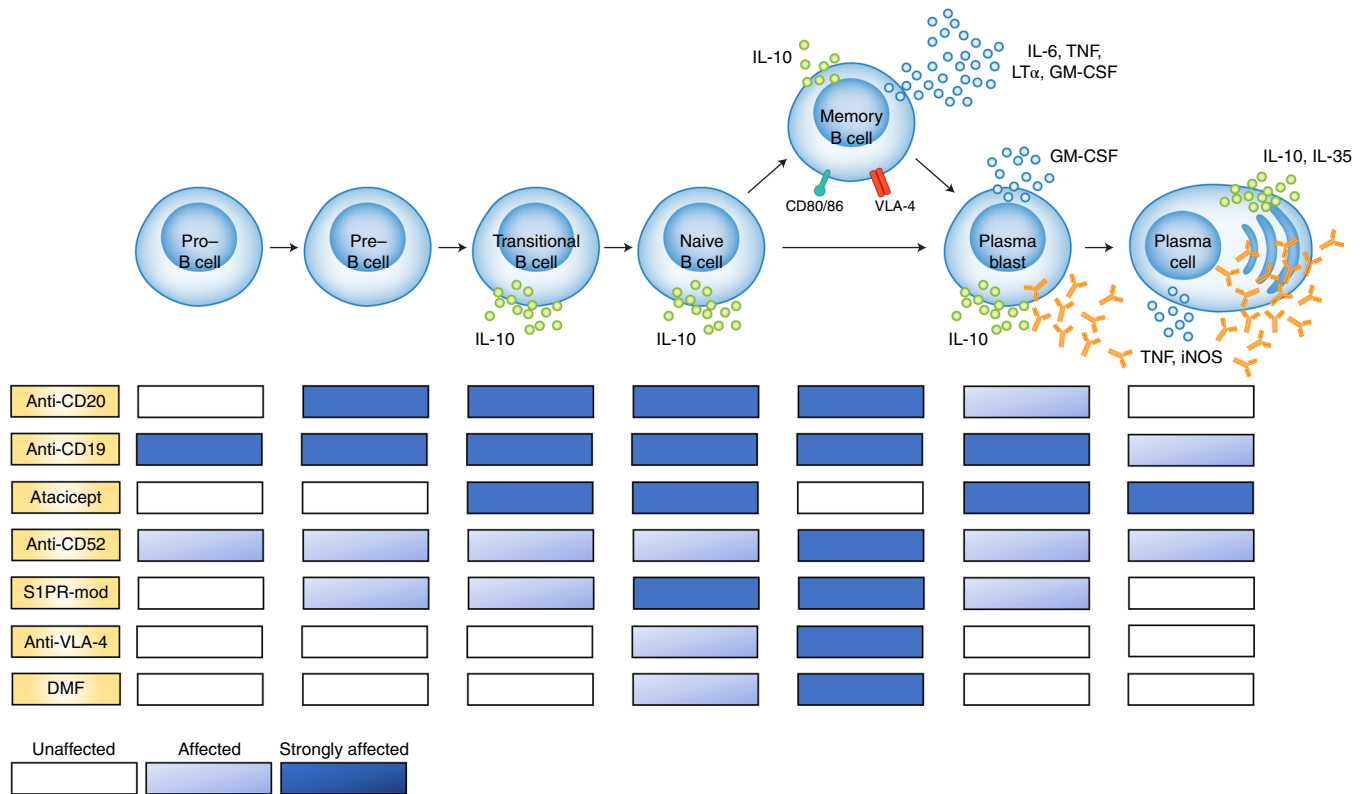 IL-10
IL-6, TNF,
LTα, GM-CSF
Memory
B cell
CD80/86
VLA-4
GM-CSF
IL-10, IL-35
Pro–
B cell
Pre–
B cell
Transitional
B cell
Naive
B cell
Plasma
blast
Plasma
cell
IL-10
IL-10
IL-10
TNF, iNOS
Anti-CD20
Anti-CD19
Atacicept
Anti-CD52
S1PR-mod
Anti-VLA-4
DMF
Unaffected
Affected
Strongly affected